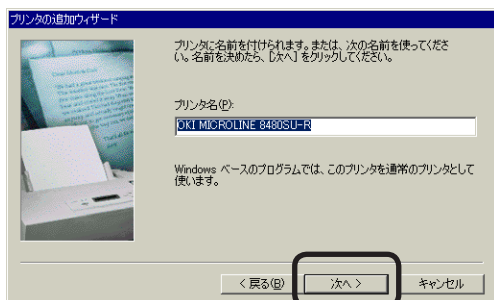 プリンタの追加ウィザード
プリンタに名前を付けられます。または、次の名前を使ってくださ
い。名前を決めたら、[次へ] をクリックしてください。
プリンタ名(P):
OKI MICROLINE 8480SU-R
Windows ベースのプログラムでは、このプリンタを通常のプリンタとして
使います。
< 戻る(B)
次へ >
キャンセル